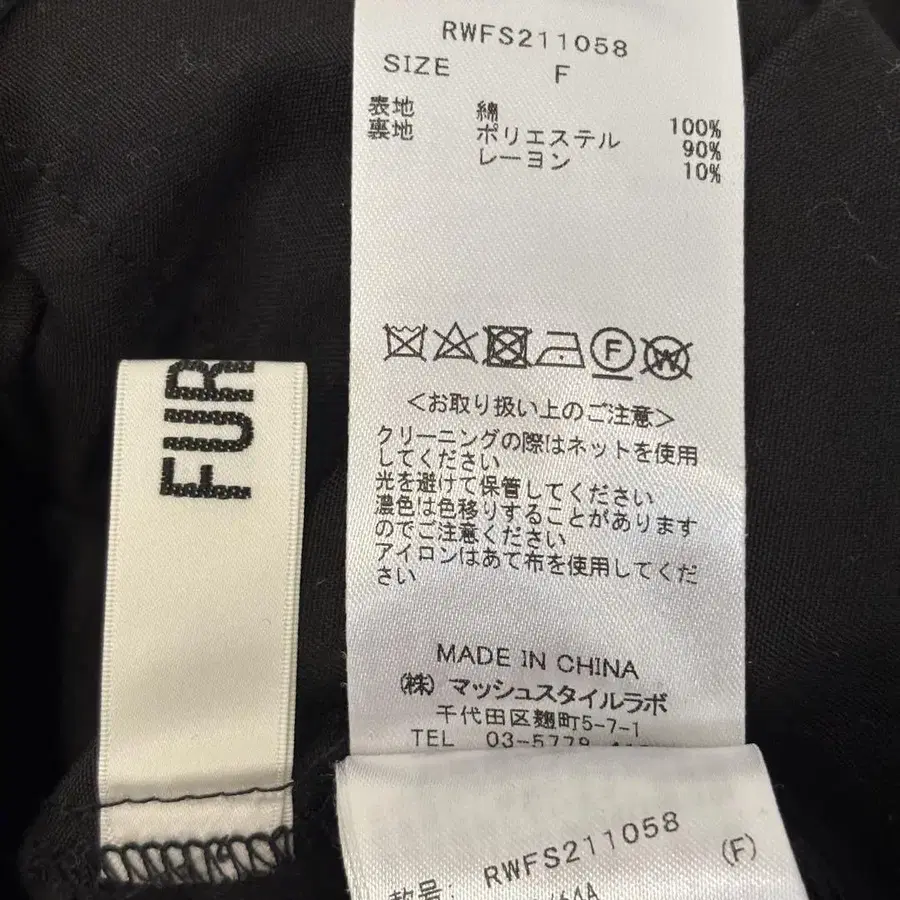 RWFS211058
SIZE F
表地 綿 100%
裏地 ポリエステル 90%
レーヨン 10%
F
W
<お取り扱い上のご注意>
クリーニングの際はネットを使用
してください
光を避けて保管してください
濃色は色移りすることがあります
のでご注意ください
アイロンはあて布を使用してくだ
さい
MADE IN CHINA
(株) マッシュスタイルラボ
千代田区麹町5-7-1
TEL 03-5778
FUR
RWFS211058
(F)
款号: